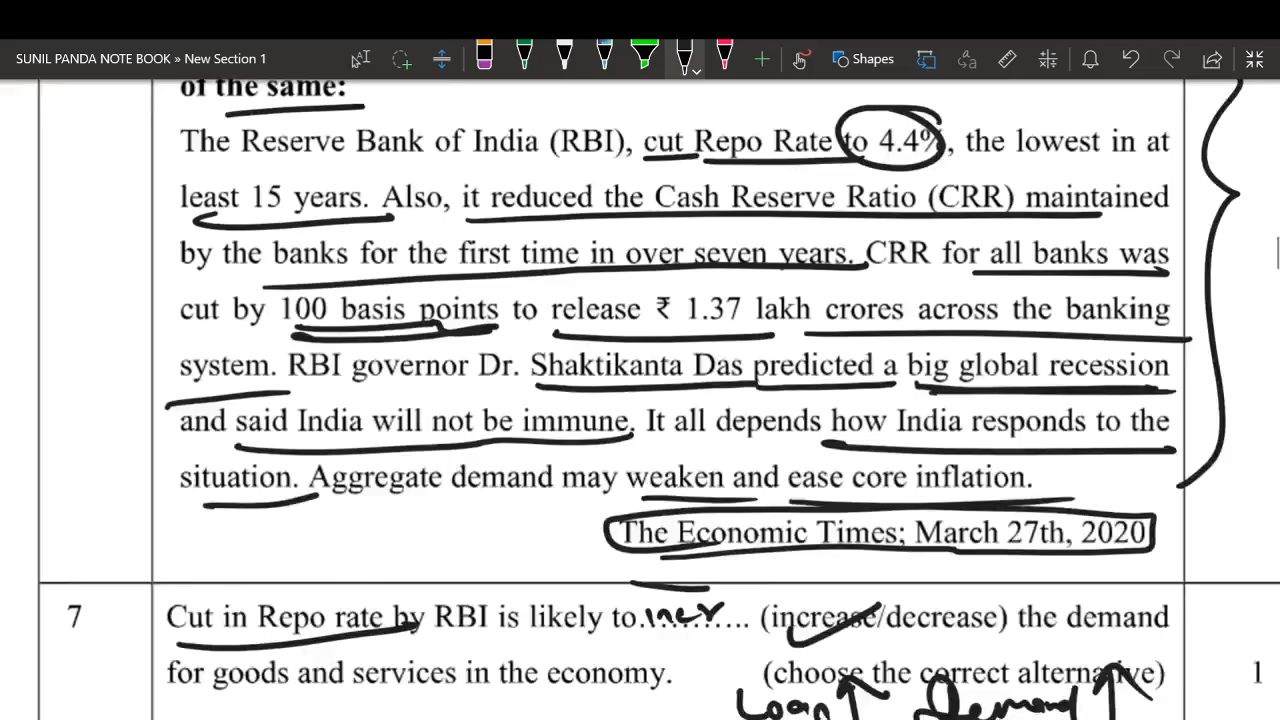 SUNIL PANDA NOTE BOOK » New Section 1
Shapes
of the same:
The Reserve Bank of India (RBI), cut Repo Rate to 4.4%, the lowest in at
least 15 years. Also, it reduced the Cash Reserve Ratio (CRR) maintained
by the banks for the first time in over seven years. CRR for all banks was
cut by 100 basis points to release ₹ 1.37 lakh crores across the banking
system. RBI governor Dr. Shaktikanta Das predicted a big global recession
and said India will not be immune. It all depends how India responds to the
situation. Aggregate demand may weaken and ease core inflation.
The Economic Times; March 27th, 2020
7 Cut in Repo rate by RBI is likely to.incr....... (increase/decrease) the demand
for goods and services in the economy. (choose the correct alternative) 1
Loan Demand